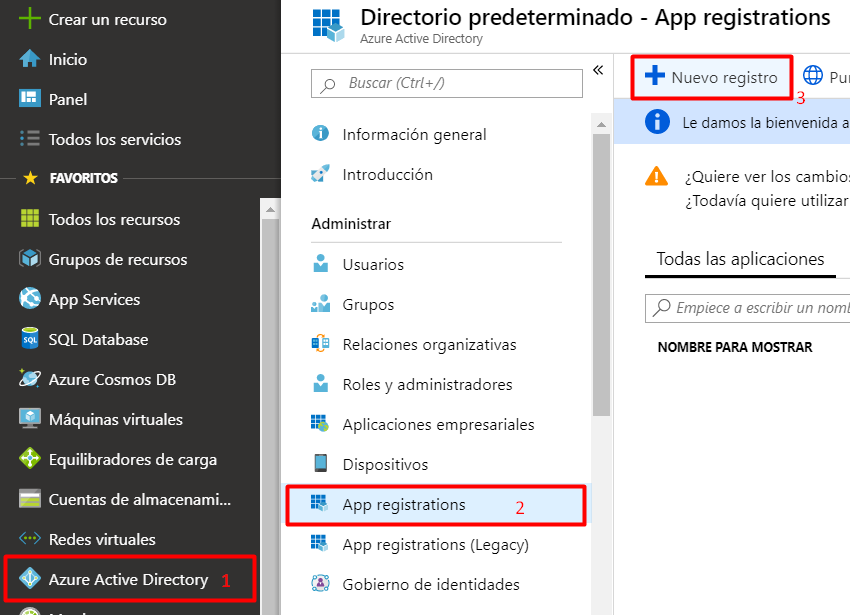 Crear un recurso
Inicio
Panel
Todos los servicios
FAVORITOS
Todos los recursos
Grupos de recursos
App Services
SQL
SQL Database
Azure Cosmos DB
Máquinas virtuales
Equilibradores de carga
Cuentas de almacenami...
Redes virtuales
Azure Active Directory 1
Directorio predeterminado - App registrations
Azure Active Directory
Buscar (Ctrl+/)
«
Información general
Introducción
Administrar
Usuarios
Grupos
Relaciones organizativas
Roles y administradores
Aplicaciones empresariales
Dispositivos
App registrations 2
App registrations (Legacy)
Gobierno de identidades
Nuevo registro 3
Le damos la bienvenida a
¿Quiere ver los cambios
¿Todavía quiere utilizar
Todas las aplicaciones
Empiece a escribir un nom
NOMBRE PARA MOSTRAR